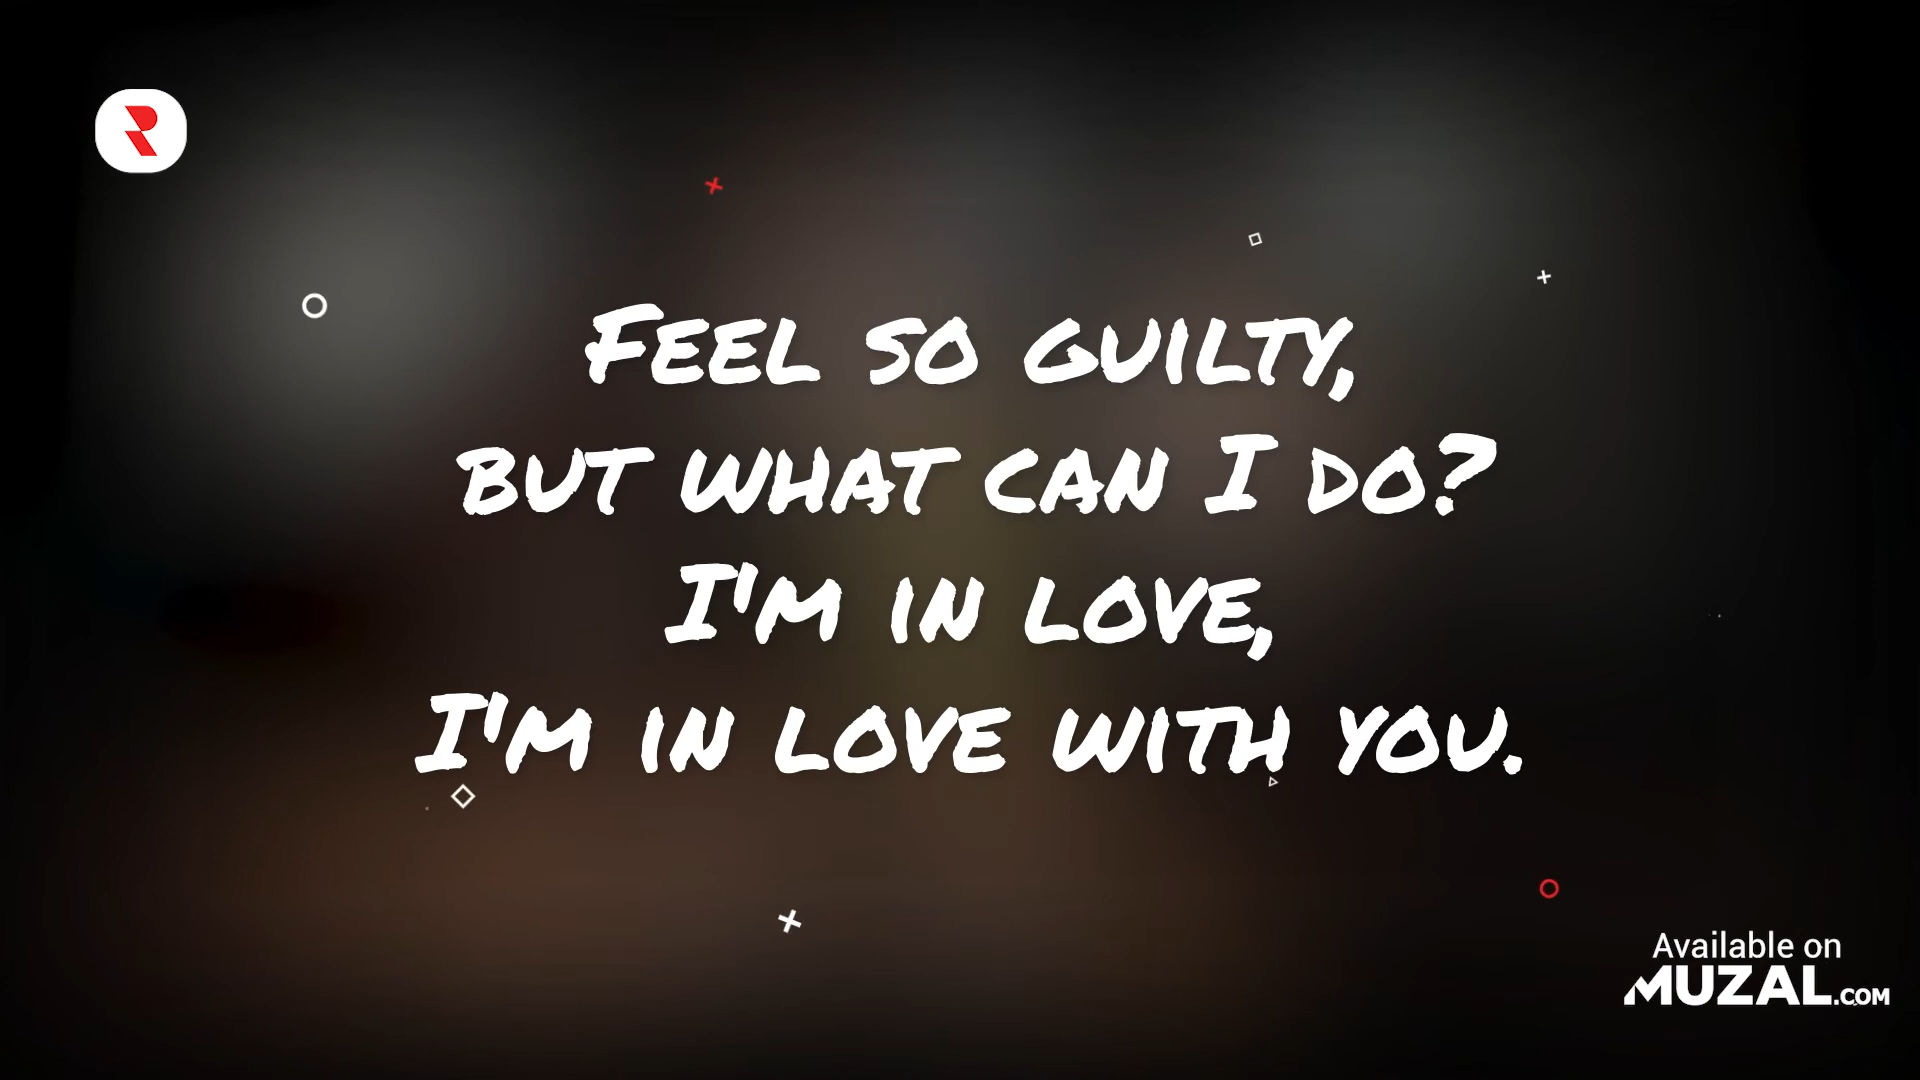 R
Feel so guilty,
but what can I do?
I'm in love,
I'm in love with you.
Available on
MUZAL.COM